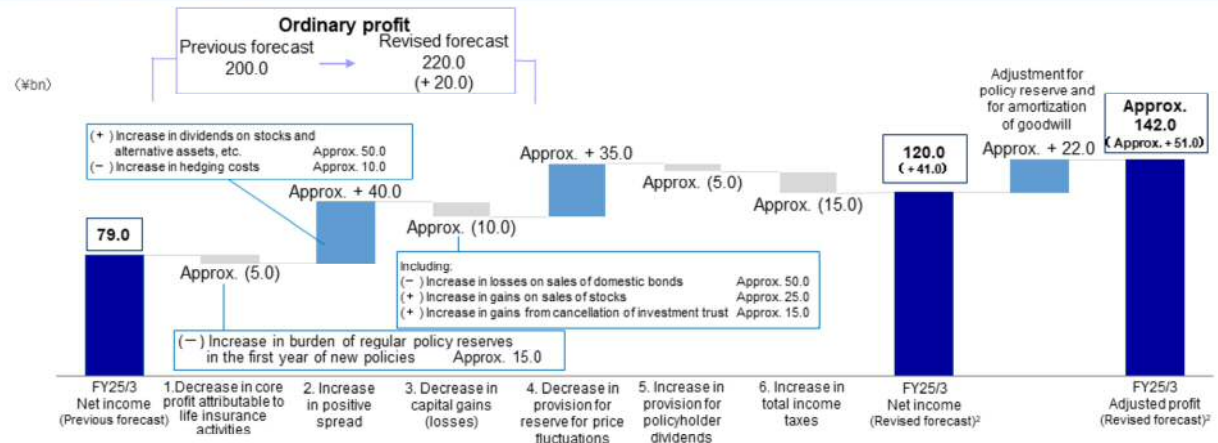 Ordinary profit
Previous forecast
200.0
Revised forecast
220.0
(+ 20.0)
(¥bn)
Adjustment for
policy reserve and
for amortization
of goodwill
Approx.
142.0
(Approx. + 51.0)
(+) Increase in dividends on stocks and
alternative assets, etc. Approx. 50.0
(−) Increase in hedging costs Approx. 10.0
Approx. + 35.0
120.0
(+41.0)
Approx. + 22.0
Approx. + 40.0
Approx. (5.0)
Approx. (15.0)
Approx. (10.0)
79.0
Approx. (5.0)
Including:
(−) Increase in losses on sales of domestic bonds Approx. 50.0
(+) Increase in gains on sales of stocks Approx. 25.0
(+) Increase in gains from cancellation of investment trust Approx. 15.0
(−) Increase in burden of regular policy reserves
in the first year of new policies Approx. 15.0
FY25/3
Net income
(Previous forecast)
1.Decrease in core
profit attributable to
life insurance
activities
2. Increase
in positive
spread
3. Decrease in
capital gains
(losses)
4. Decrease in
provision for
reserve for price
fluctuations
5. Increase in
provision for
policyholder
dividends
6. Increase in
total income
taxes
FY25/3
Net income
(Revised forecast)²
FY25/3
Adjusted profit
(Revised forecast)²